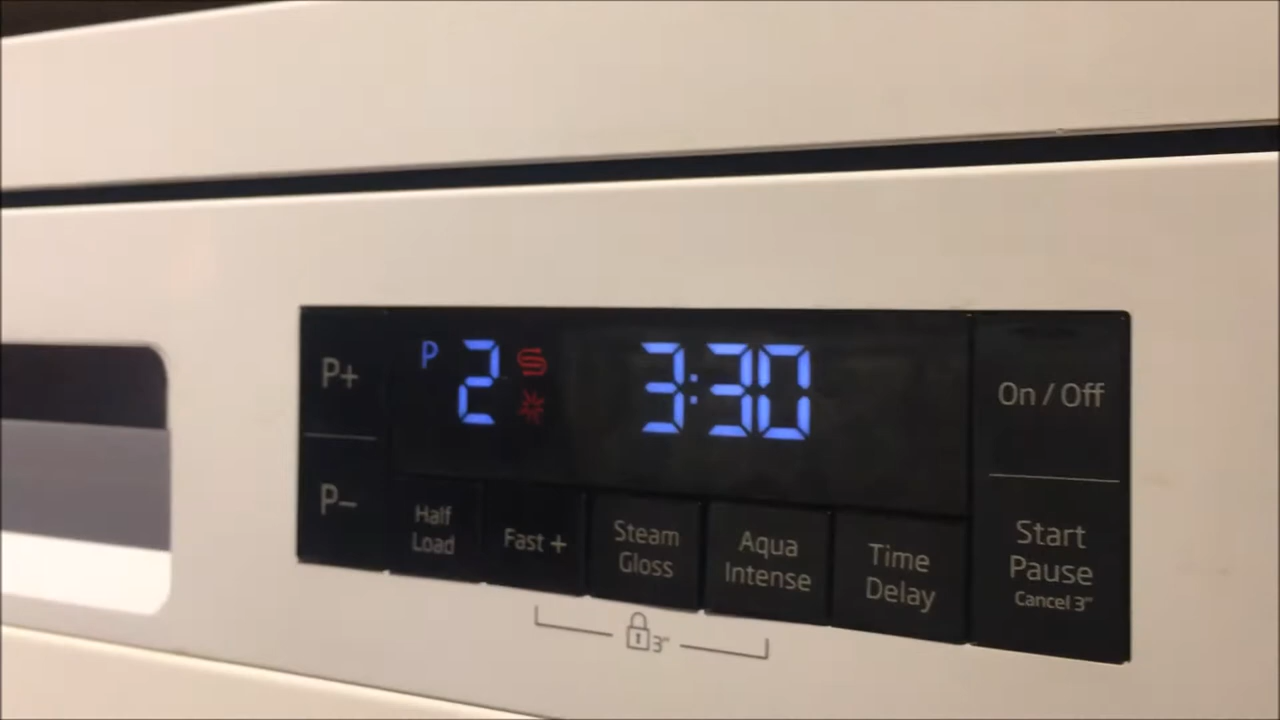 P+
P 2 3:30
On / Off
P-
Half
Load
Fast +
Steam
Gloss
Aqua
Intense
Time
Delay
Start
Pause
Cancel 3"
3"